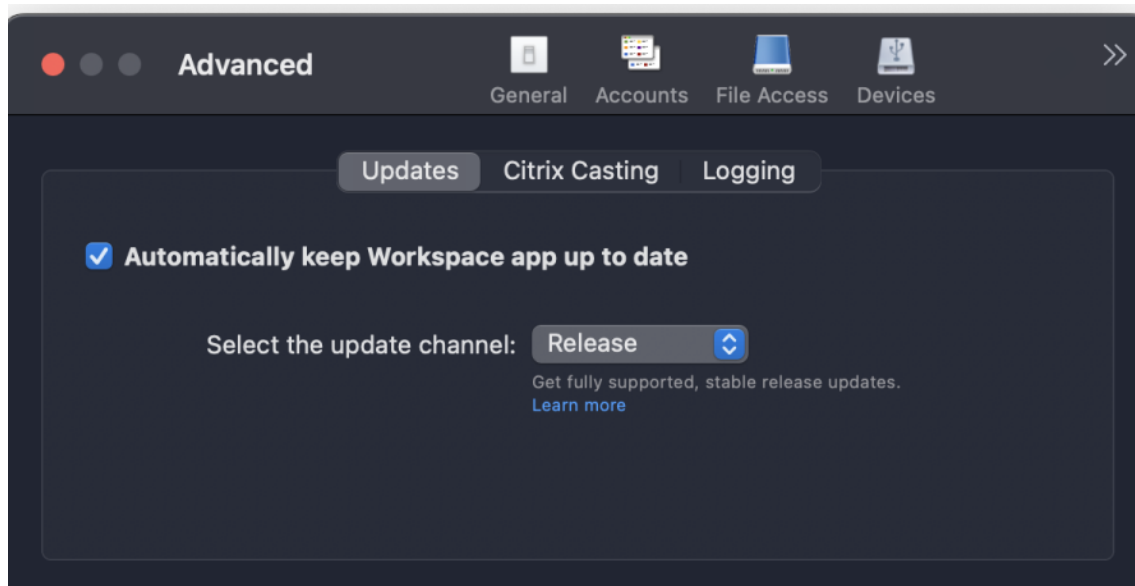 Advanced
General Accounts File Access Devices
Updates Citrix Casting Logging
Automatically keep Workspace app up to date
Select the update channel: Release
Get fully supported, stable release updates.
Learn more